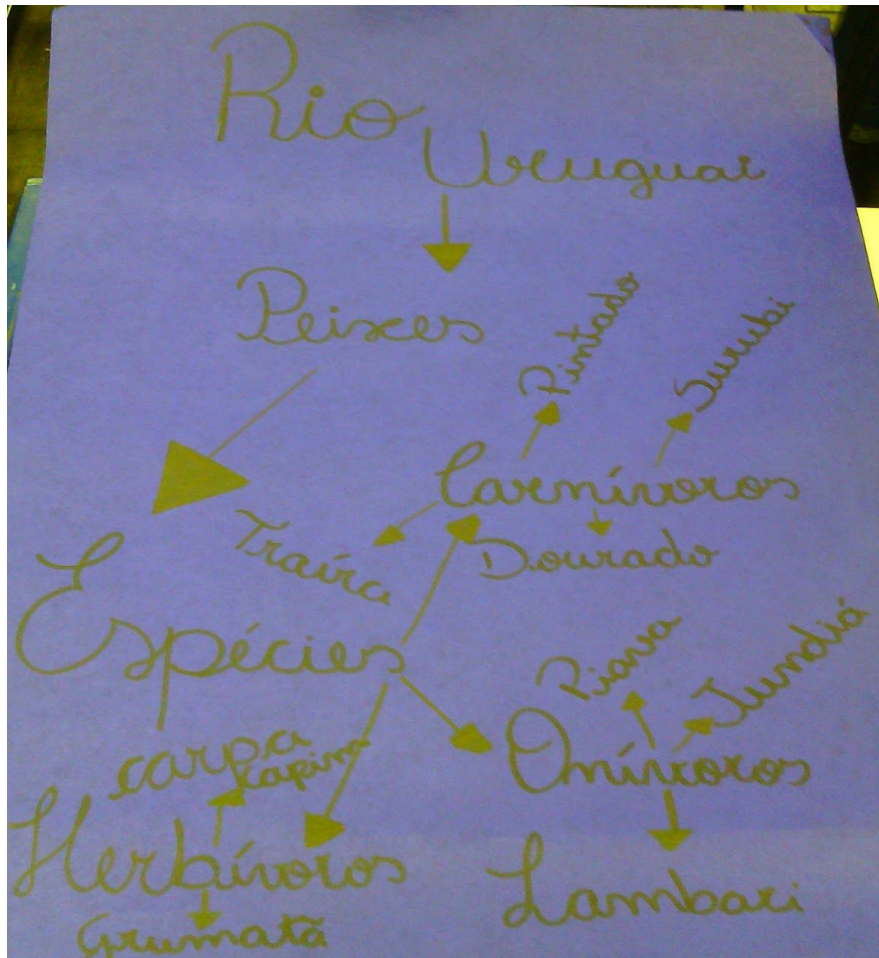 Rio
Uruguai
Peixes
Pintado
Surubi
Carnívoros
Traíra
Dourado
Espécies
Piava
Jundiá
carpa
capim
Onívoros
Herbívoros
Lambari
Grumatã